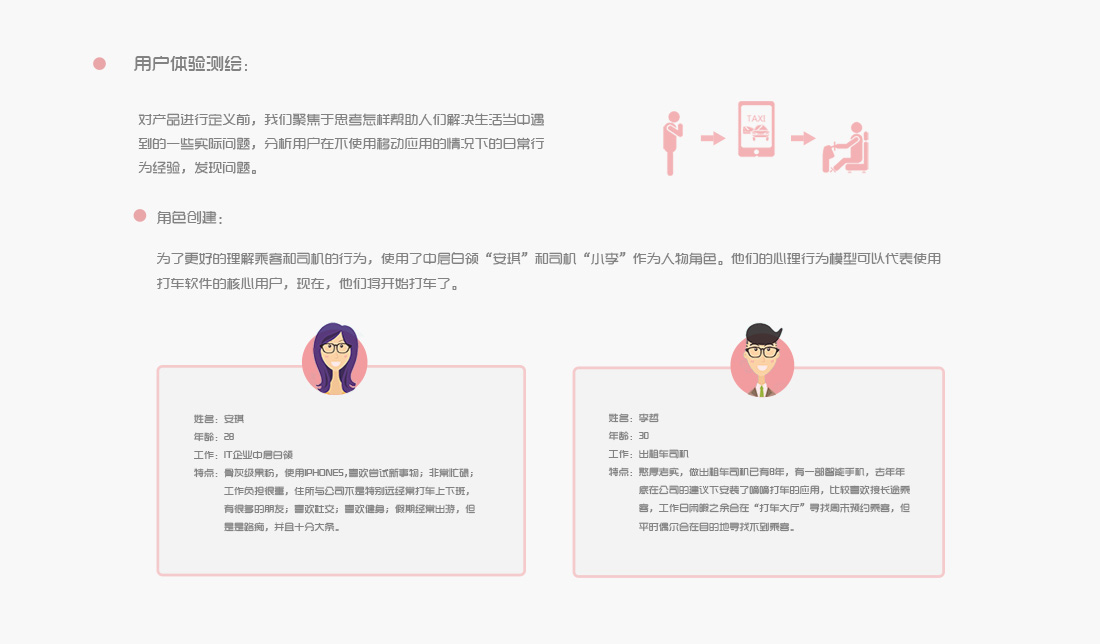 用户体验测绘：
对产品进行定义前，我们聚焦于思考怎样帮助人们解决生活当中遇
到的一些实际问题，分析用户在不使用移动应用的情况下的日常行
为经验，发现问题。
TAXI
角色创建：
为了更好的理解乘客和司机的行为，使用了中层白领“安琪”和司机“小李”作为人物角色。他们的心理行为模型可以代表使用
打车软件的核心用户，现在，他们将开始打车了。
姓名：安琪
年龄：28
工作：IT企业中层白领
特点：骨灰级果粉，使用IPHONE5,喜欢尝试新事物；非常忙碌；
工作负担很重，住所与公司不是特别远经常打车上下班，
有很多的朋友；喜欢社交；喜欢健身；假期经常出游，但
是是路痴，并且十分大条。
姓名：李哲
年龄：30
工作：出租车司机
特点：憨厚老实，做出租车司机已有8年，有一部智能手机，去年年
底在公司的建议下安装了嘀嘀打车的应用，比较喜欢接长途乘
客，工作日闲暇之余会在“打车大厅”寻找周末预约乘客，但
平时偶尔会在目的地寻找不到乘客。